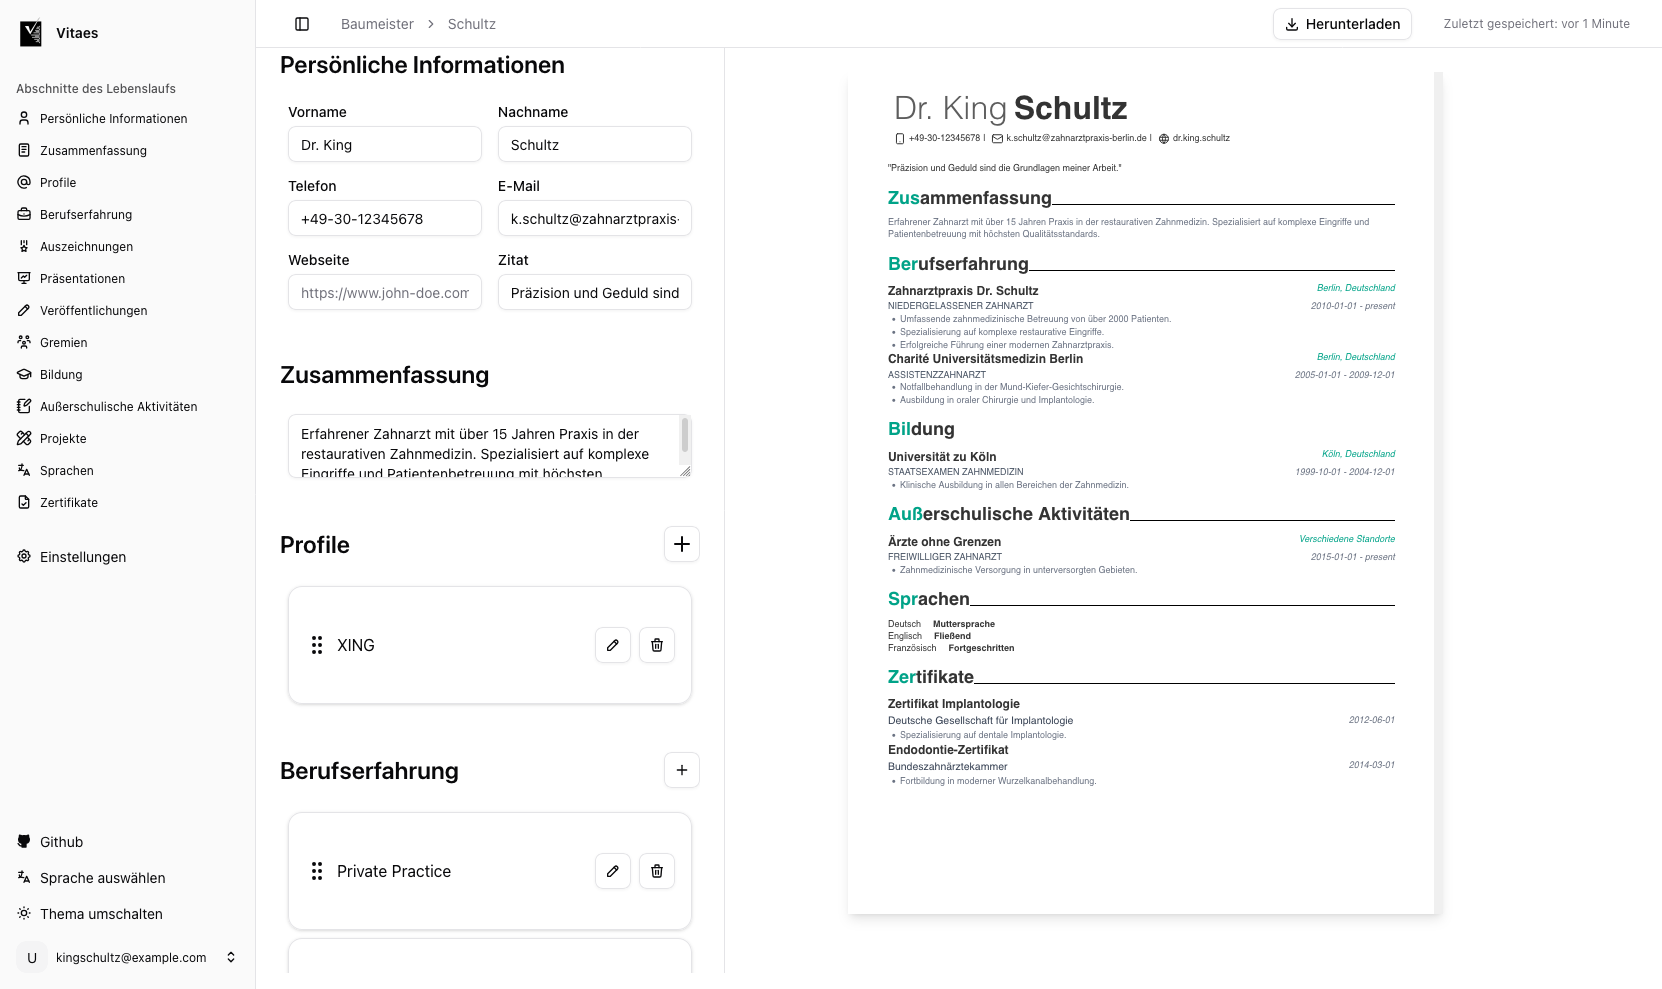 Vitaes
Abschnitte des Lebenslaufs
Persönliche Informationen
Zusammenfassung
Profile
Berufserfahrung
Auszeichnungen
Präsentationen
Veröffentlichungen
Gremien
Bildung
Außerschulische Aktivitäten
Projekte
Sprachen
Zertifikate
Einstellungen
Github
Sprache auswählen
Thema umschalten
U kingschultz@example.com
Baumeister > Schultz
Herunterladen
Zuletzt gespeichert: vor 1 Minute
Persönliche Informationen
Vorname Nachname
Dr. King Schultz
Telefon E-Mail
+49-30-12345678 k.schultz@zahnarztpraxis-
Webseite Zitat
https://www.john-doe.com Präzision und Geduld sind
Zusammenfassung
Erfahrener Zahnarzt mit über 15 Jahren Praxis in der
restaurativen Zahnmedizin. Spezialisiert auf komplexe
Eingriffe und Patientenbetreuung mit höchsten
Profile
XING
Berufserfahrung
Private Practice
Dr. King Schultz
+49-30-12345678 | k.schultz@zahnarztpraxis-berlin.de | dr.king.schultz
"Präzision und Geduld sind die Grundlagen meiner Arbeit."
Zusammenfassung
Erfahrener Zahnarzt mit über 15 Jahren Praxis in der restaurativen Zahnmedizin. Spezialisiert auf komplexe Eingriffe und
Patientenbetreuung mit höchsten Qualitätsstandards.
Berufserfahrung
Zahnarztpraxis Dr. Schultz Berlin, Deutschland
NIEDERGELASSENER ZAHNARZT 2010-01-01 - present
• Umfassende zahnmedizinische Betreuung von über 2000 Patienten.
• Spezialisierung auf komplexe restaurative Eingriffe.
• Erfolgreiche Führung einer modernen Zahnarztpraxis.
Charité Universitätsmedizin Berlin Berlin, Deutschland
ASSISTENZZAHNARZT 2005-01-01 - 2009-12-01
• Notfallbehandlung in der Mund-Kiefer-Gesichtschirurgie.
• Ausbildung in oraler Chirurgie und Implantologie.
Bildung
Universität zu Köln Köln, Deutschland
STAATSEXAMEN ZAHNMEDIZIN 1999-10-01 - 2004-12-01
• Klinische Ausbildung in allen Bereichen der Zahnmedizin.
Außerschulische Aktivitäten
Ärzte ohne Grenzen Verschiedene Standorte
FREIWILLIGER ZAHNARZT 2015-01-01 - present
• Zahnmedizinische Versorgung in unterversorgten Gebieten.
Sprachen
Deutsch Muttersprache
Englisch Fließend
Französisch Fortgeschritten
Zertifikate
Zertifikat Implantologie
Deutsche Gesellschaft für Implantologie 2012-06-01
• Spezialisierung auf dentale Implantologie.
Endodontie-Zertifikat
Bundeszahnärztekammer 2014-03-01
• Fortbildung in moderner Wurzelkanalbehandlung.